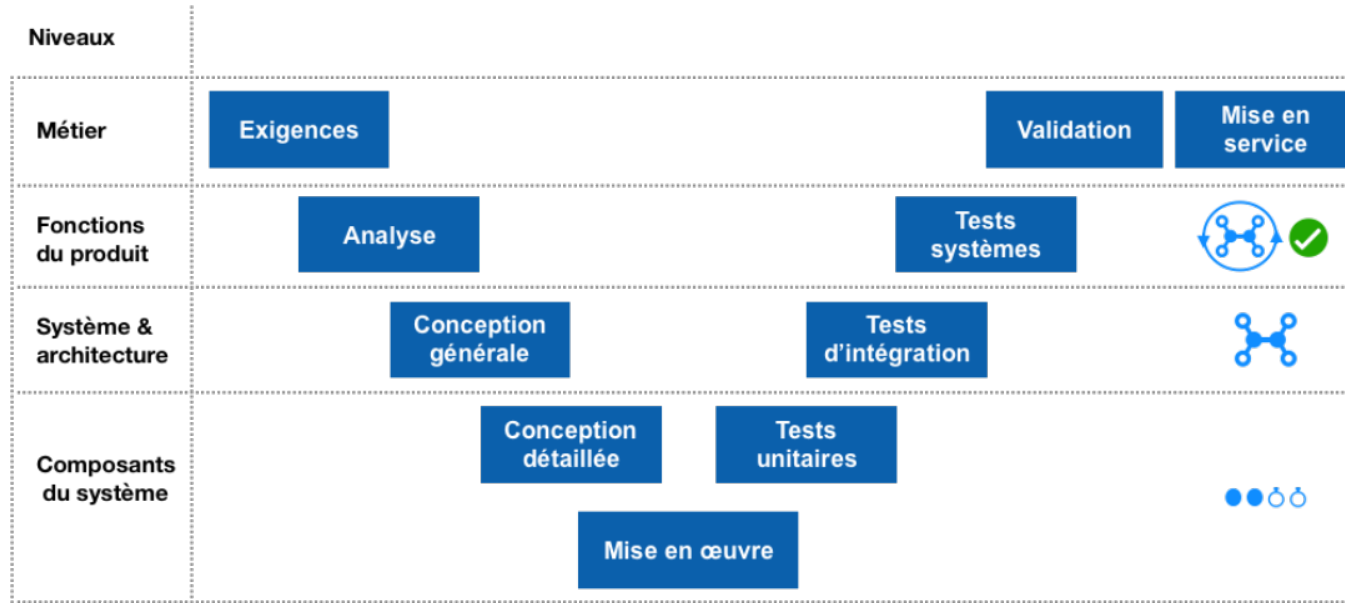 Niveaux
Métier
Exigences
Validation
Mise en
service
Fonctions
du produit
Analyse
Tests
systèmes
Système &
architecture
Conception
générale
Tests
d’intégration
Composants
du système
Conception
détaillée
Tests
unitaires
Mise en œuvre